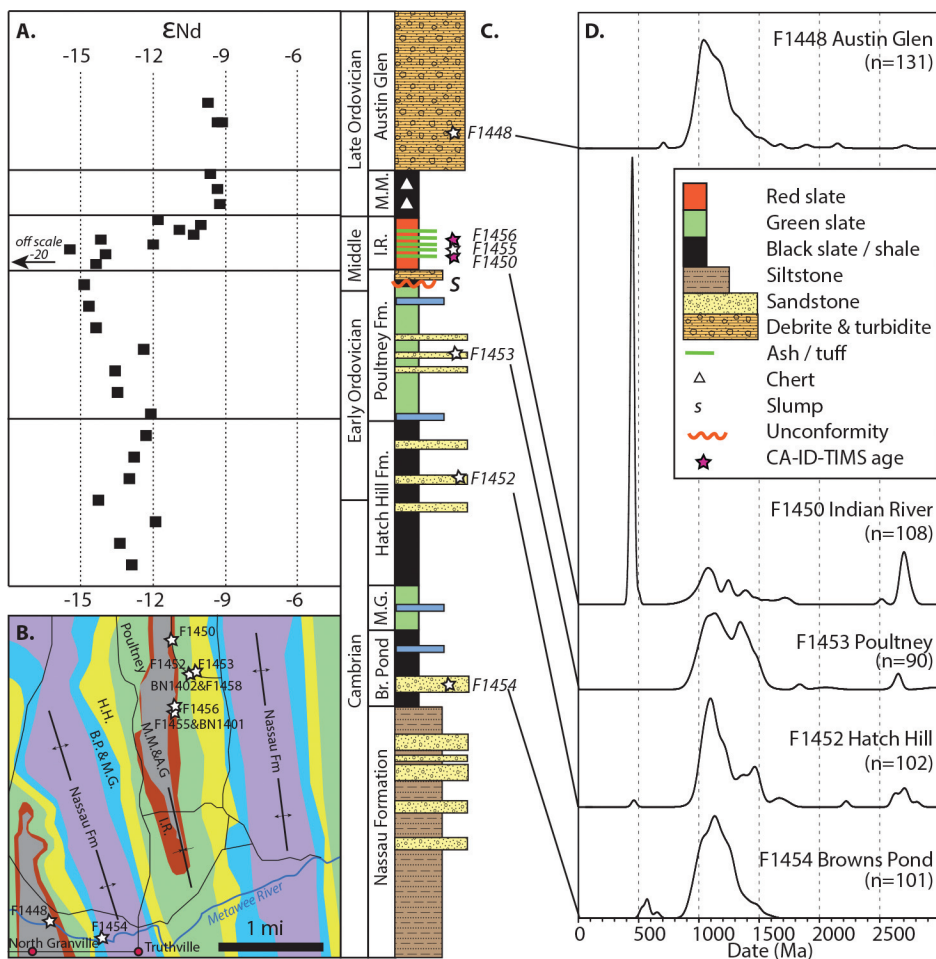 A.
εNd
-15
-12
-9
-6
off scale
-20
-15
-12
-9
-6
Late Ordovician
Middle
Early Ordovician
Cambrian
Austin Glen
M.M.
I.R.
Poultney Fm.
Hatch Hill Fm.
M.G.
Br. Pond
Nassau Formation
C.
F1448
F1456
F1455
F1450
S
F1453
F1452
F1454
D.
F1448 Austin Glen
(n=131)
Red slate
Green slate
Black slate / shale
Siltstone
Sandstone
Debrite & turbidite
Ash / tuff
Chert
S
Slump
Unconformity
CA-ID-TIMS age
F1450 Indian River
(n=108)
F1453 Poultney
(n=90)
F1452 Hatch Hill
(n=102)
F1454 Browns Pond
(n=101)
0
500
1000
1500
2000
2500
Date (Ma)
B.
Poultney
F1450
F1452
F1453
BN1402&F1458
F1456
F1455&BN1401
H.H.
B.P.& M.G.
M.M.&A.G
Nassau Fm
Nassau Fm
I.R.
Metawee River
F1448
F1454
North Granville
Truthville
1 mi